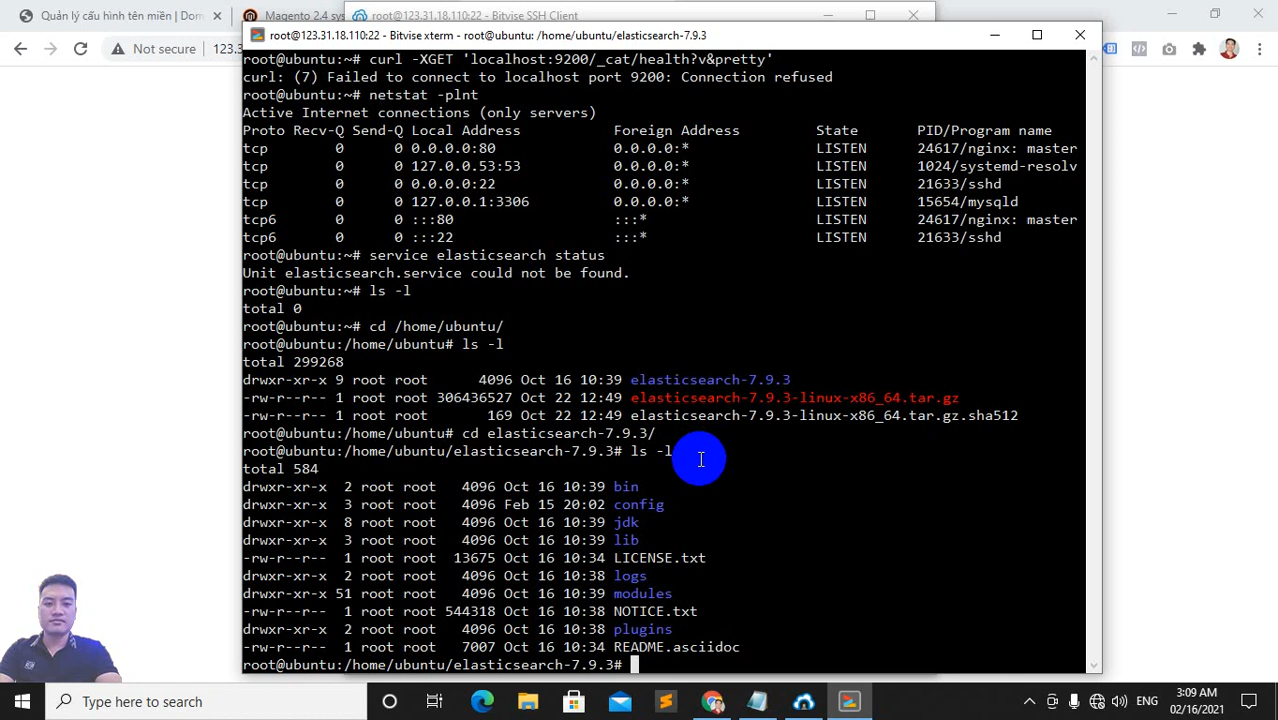 Quản lý cấu hình tên miền | Dom
Magento 2.4 sy
root@123.31.18.110:22 - Bitvise SSH Client
Not secure
123.3
root@123.31.18.110:22 - Bitvise xterm - root@ubuntu: /home/ubuntu/elasticsearch-7.9.3
root@ubuntu:~# curl -XGET 'localhost:9200/_cat/health?v&pretty'
curl: (7) Failed to connect to localhost port 9200: Connection refused
root@ubuntu:~# netstat -plnt
Active Internet connections (only servers)
Proto Recv-Q Send-Q Local Address Foreign Address State PID/Program name
tcp 0 0 0.0.0.0:80 0.0.0.0:* LISTEN 24617/nginx: master
tcp 0 0 127.0.0.53:53 0.0.0.0:* LISTEN 1024/systemd-resolv
tcp 0 0 0.0.0.0:22 0.0.0.0:* LISTEN 21633/sshd
tcp 0 0 127.0.0.1:3306 0.0.0.0:* LISTEN 15654/mysqld
tcp6 0 0 :::80 :::* LISTEN 24617/nginx: master
tcp6 0 0 :::22 :::* LISTEN 21633/sshd
root@ubuntu:~# service elasticsearch status
Unit elasticsearch.service could not be found.
root@ubuntu:~# ls -l
total 0
root@ubuntu:~# cd /home/ubuntu/
root@ubuntu:/home/ubuntu# ls -l
total 299268
drwxr-xr-x 9 root root 4096 Oct 16 10:39 elasticsearch-7.9.3
-rw-r--r-- 1 root root 306436527 Oct 22 12:49 elasticsearch-7.9.3-linux-x86_64.tar.gz
-rw-r--r-- 1 root root 169 Oct 22 12:49 elasticsearch-7.9.3-linux-x86_64.tar.gz.sha512
root@ubuntu:/home/ubuntu# cd elasticsearch-7.9.3/
root@ubuntu:/home/ubuntu/elasticsearch-7.9.3# ls -l
total 584
drwxr-xr-x 2 root root 4096 Oct 16 10:39 bin
drwxr-xr-x 3 root root 4096 Feb 15 20:02 config
drwxr-xr-x 8 root root 4096 Oct 16 10:39 jdk
drwxr-xr-x 3 root root 4096 Oct 16 10:39 lib
-rw-r--r-- 1 root root 13675 Oct 16 10:34 LICENSE.txt
drwxr-xr-x 2 root root 4096 Oct 16 10:38 logs
drwxr-xr-x 51 root root 4096 Oct 16 10:39 modules
-rw-r--r-- 1 root root 544318 Oct 16 10:38 NOTICE.txt
drwxr-xr-x 2 root root 4096 Oct 16 10:38 plugins
-rw-r--r-- 1 root root 7007 Oct 16 10:34 README.asciidoc
root@ubuntu:/home/ubuntu/elasticsearch-7.9.3#
Type here to search
ENG
3:09 AM
02/16/2021